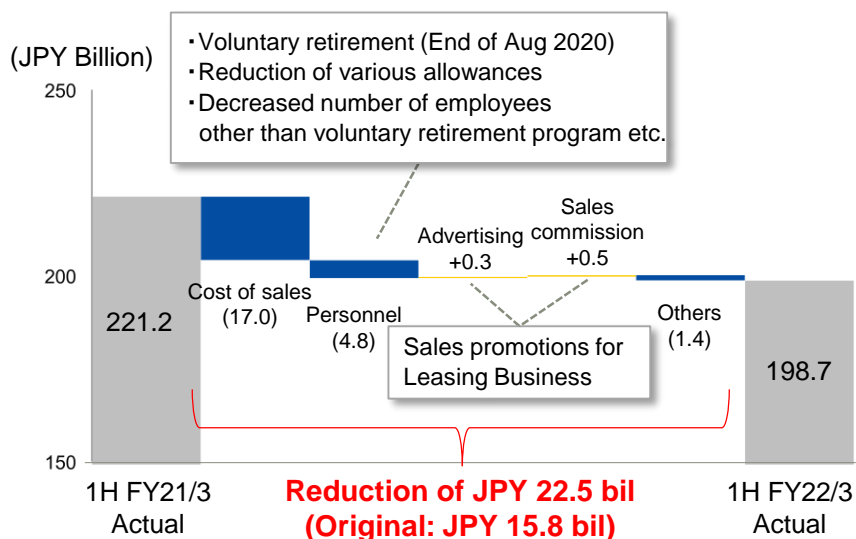 (JPY Billion)
・Voluntary retirement (End of Aug 2020)
・Reduction of various allowances
・Decreased number of employees
other than voluntary retirement program etc.
250
200
150
221.2
Cost of sales
(17.0)
Personnel
(4.8)
Advertising
+0.3
Sales
commission
+0.5
Others
(1.4)
Sales promotions for
Leasing Business
198.7
1H FY21/3
Actual
Reduction of JPY 22.5 bil
(Original: JPY 15.8 bil)
1H FY22/3
Actual